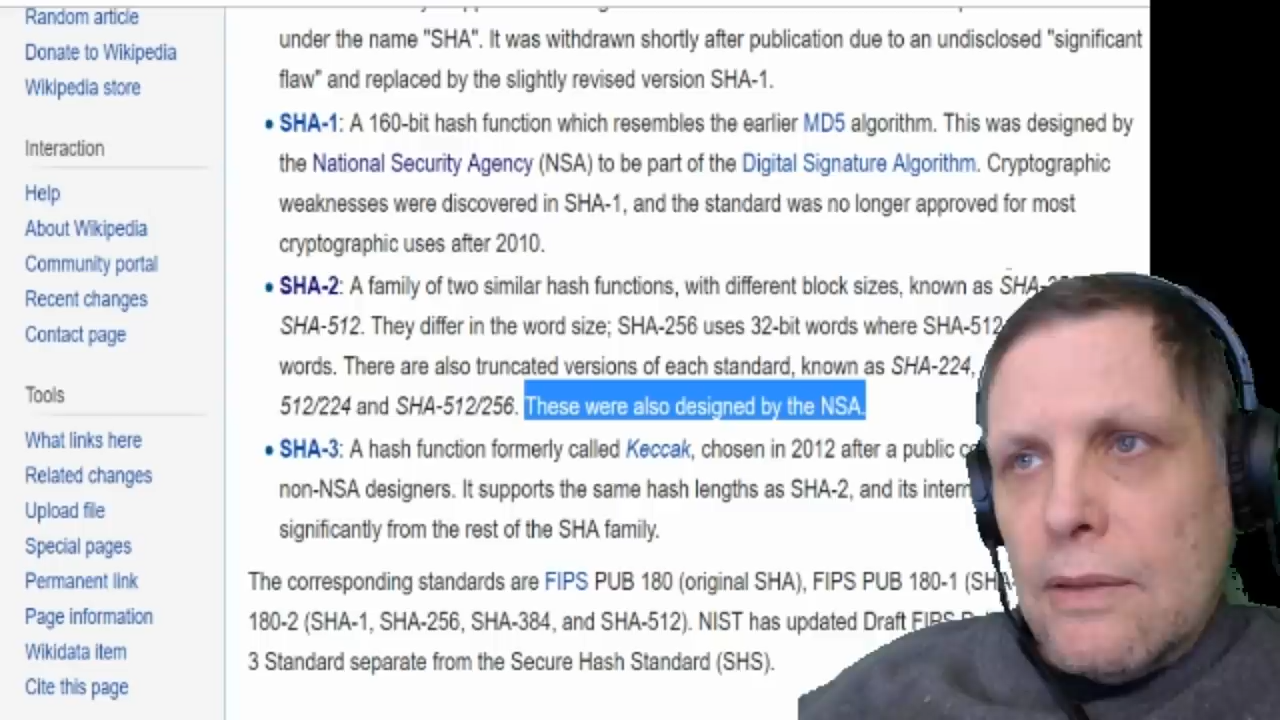 Random article
Donate to Wikipedia
Wikipedia store
Interaction
Help
About Wikipedia
Community portal
Recent changes
Contact page
Tools
What links here
Related changes
Upload file
Special pages
Permanent link
Page information
Wikidata item
Cite this page
under the name "SHA". It was withdrawn shortly after publication due to an undisclosed "significant
flaw" and replaced by the slightly revised version SHA-1.
• SHA-1: A 160-bit hash function which resembles the earlier MD5 algorithm. This was designed by
the National Security Agency (NSA) to be part of the Digital Signature Algorithm. Cryptographic
weaknesses were discovered in SHA-1, and the standard was no longer approved for most
cryptographic uses after 2010.
• SHA-2: A family of two similar hash functions, with different block sizes, known as
SHA-512. They differ in the word size; SHA-256 uses 32-bit words where SHA-512
words. There are also truncated versions of each standard, known as SHA-224,
512/224 and SHA-512/256. These were also designed by the NSA.
• SHA-3: A hash function formerly called Keccak, chosen in 2012 after a public
non-NSA designers. It supports the same hash lengths as SHA-2, and its
significantly from the rest of the SHA family.
The corresponding standards are FIPS PUB 180 (original SHA), FIPS PUB 180-1
180-2 (SHA-1, SHA-256, SHA-384, and SHA-512). NIST has updated Draft FIPS
3 Standard separate from the Secure Hash Standard (SHS).